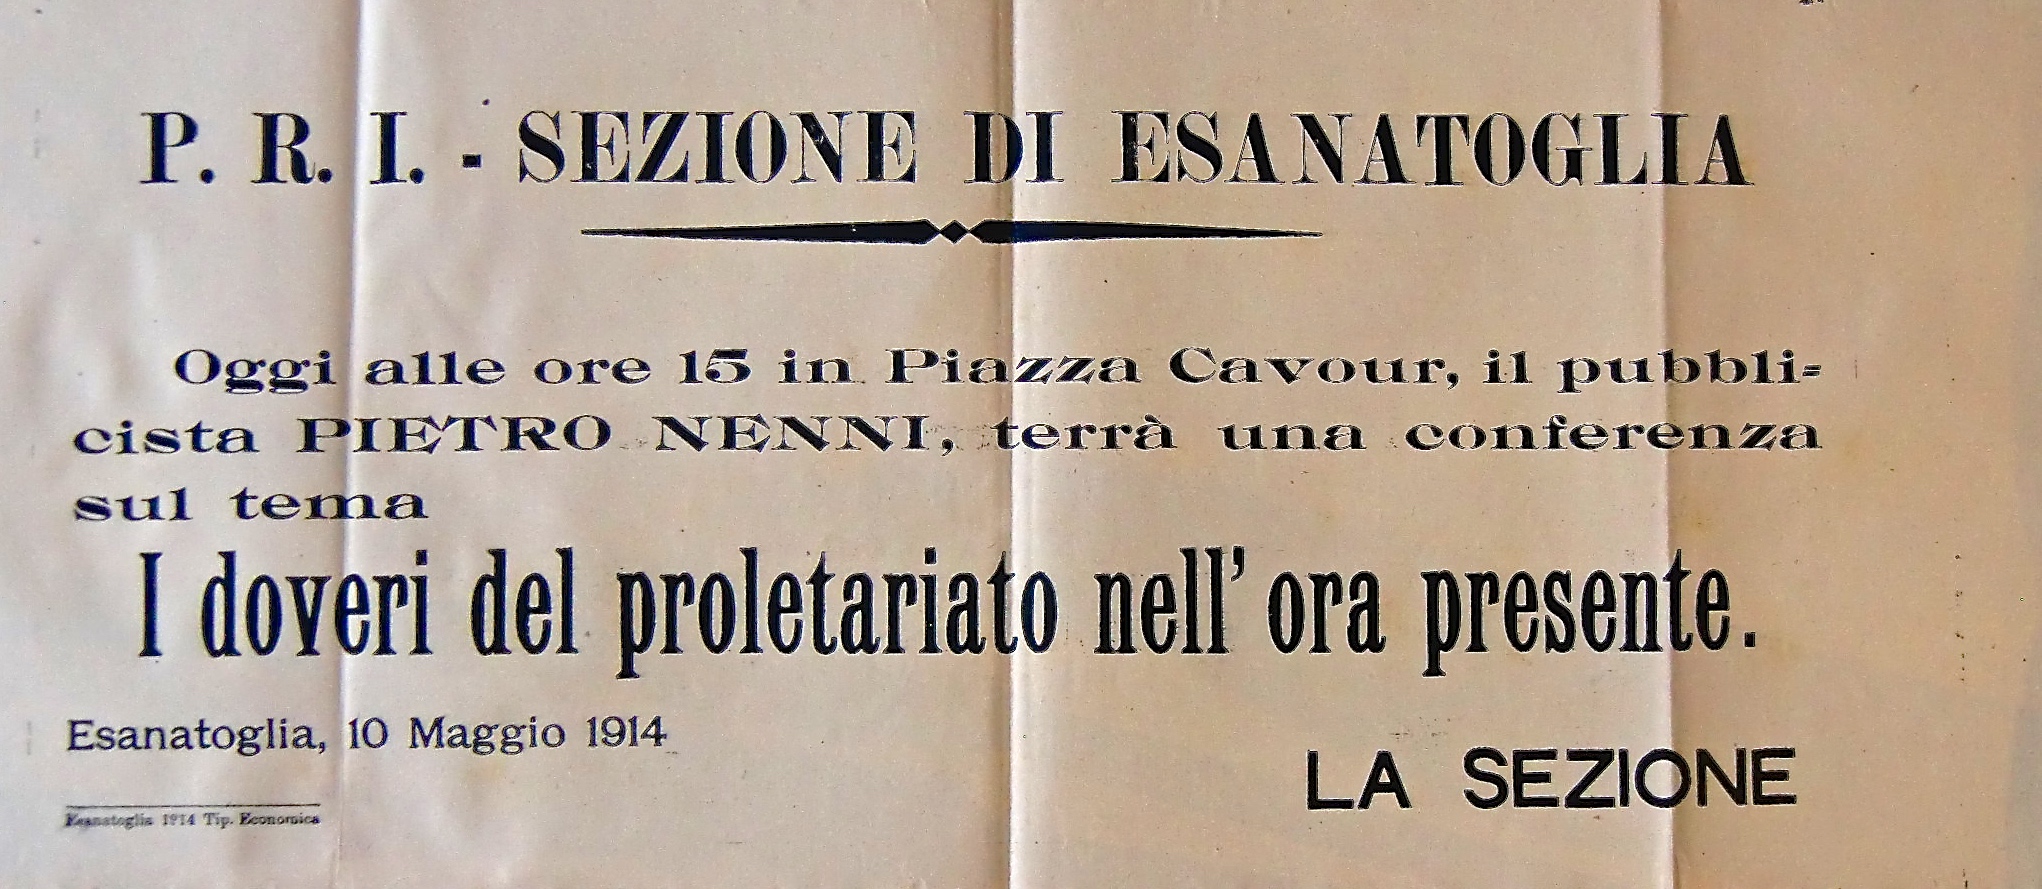 P. R. I. - SEZIONE DI ESANATOGLIA
Oggi alle ore 15 in Piazza Cavour, il pubbli=
cista PIETRO NENNI, terrà una conferenza
sul tema
I doveri del proletariato nell' ora presente.
Esanatoglia, 10 Maggio 1914
LA SEZIONE
Esanatoglia 1914 Tip. Economica